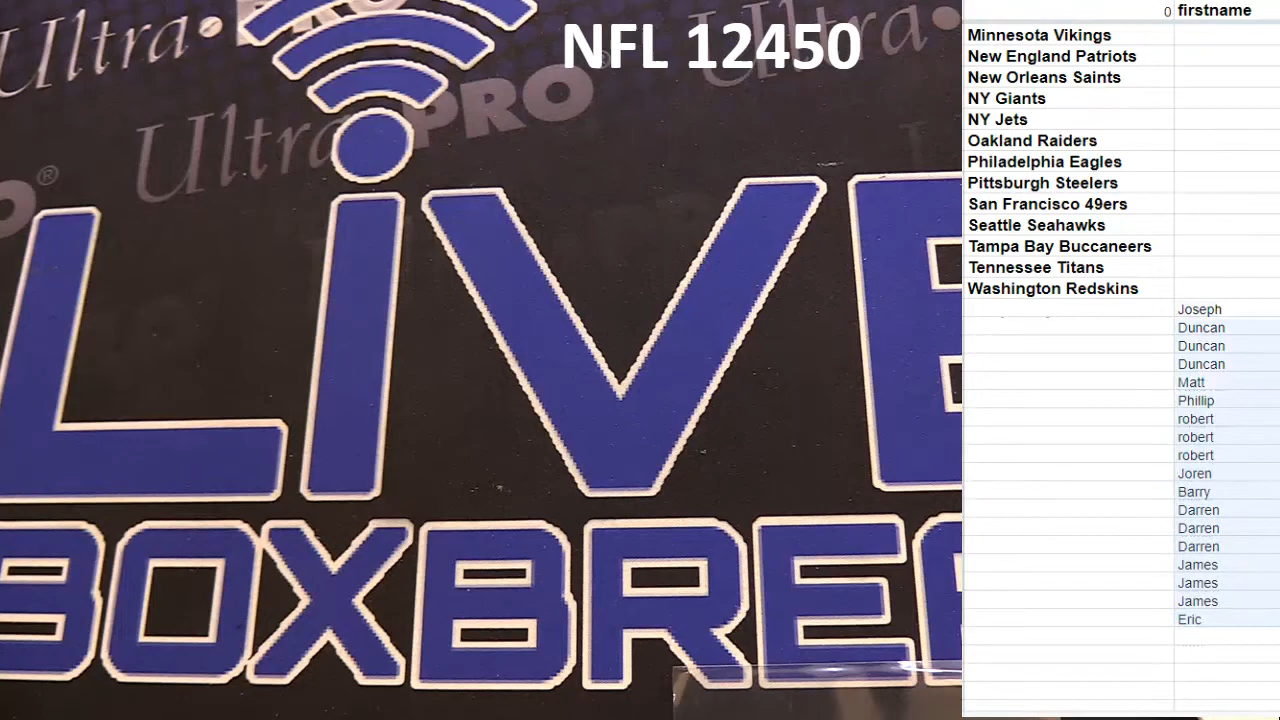 NFL 12450
Ultra•PRO
Ultra PRO®
Ultra•
LiVE
BOXBREA
0 firstname
Minnesota Vikings
New England Patriots
New Orleans Saints
NY Giants
NY Jets
Oakland Raiders
Philadelphia Eagles
Pittsburgh Steelers
San Francisco 49ers
Seattle Seahawks
Tampa Bay Buccaneers
Tennessee Titans
Washington Redskins
Joseph
Duncan
Duncan
Duncan
Matt
Phillip
robert
robert
robert
Joren
Barry
Darren
Darren
Darren
James
James
James
Eric